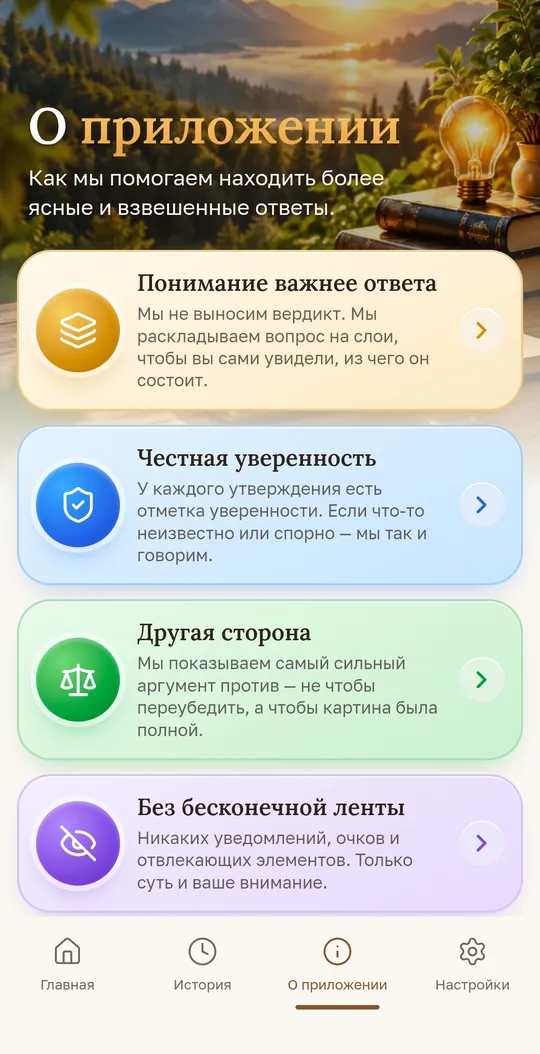 О приложении
Как мы помогаем находить более
ясные и взвешенные ответы.
Понимание важнее ответа
Мы не выносим вердикт. Мы
раскладываем вопрос на слои,
чтобы вы сами увидели, из чего он
состоит.
Честная уверенность
У каждого утверждения есть
отметка уверенности. Если что-то
неизвестно или спорно — мы так и
говорим.
Другая сторона
Мы показываем самый сильный
аргумент против — не чтобы
переубедить, а чтобы картина была
полной.
Без бесконечной ленты
Никаких уведомлений, очков и
отвлекающих элементов. Только
суть и ваше внимание.
Главная
История
О приложении
Настройки